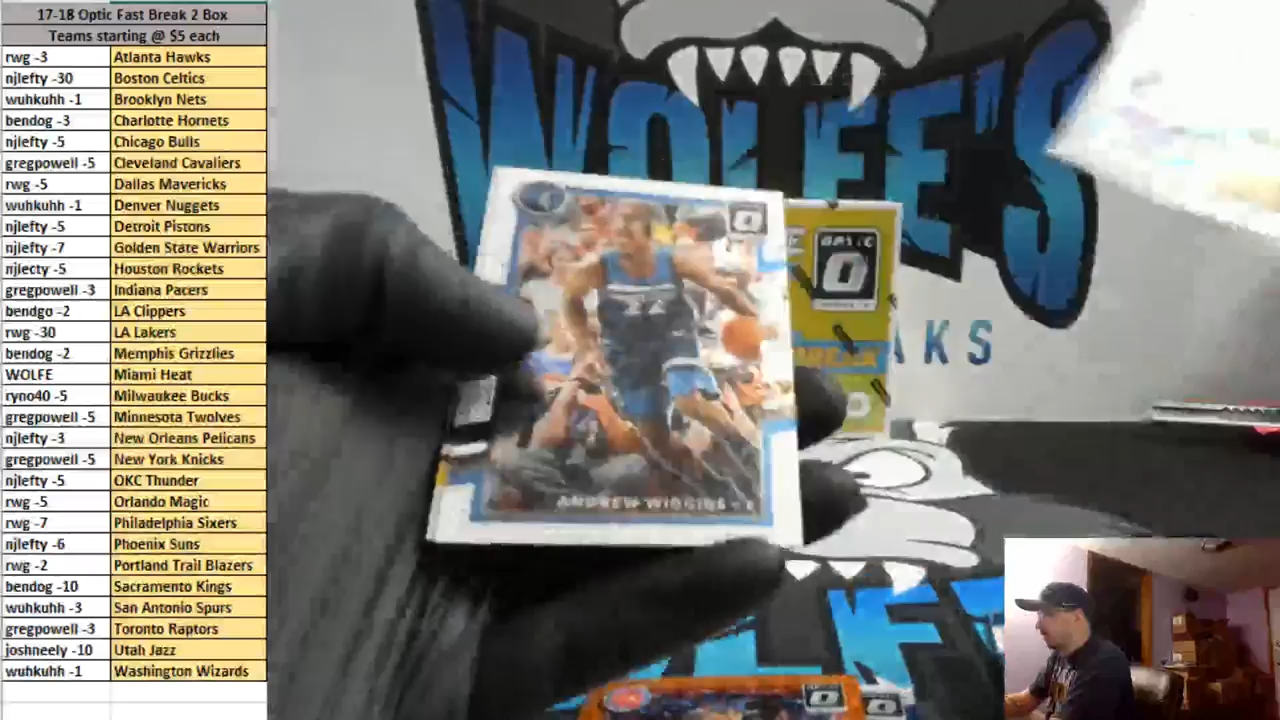 17-18 Optic Fast Break 2 Box
Teams starting @ $5 each
rwg -3 Atlanta Hawks
njlefty -30 Boston Celtics
wuhkuhh -1 Brooklyn Nets
bendog -3 Charlotte Hornets
njlefty -5 Chicago Bulls
gregpowell -5 Cleveland Cavaliers
rwg -5 Dallas Mavericks
wuhkuhh -1 Denver Nuggets
njlefty -5 Detroit Pistons
njlefty -7 Golden State Warriors
njlecty -5 Houston Rockets
gregpowell -3 Indiana Pacers
bendgo -2 LA Clippers
rwg -30 LA Lakers
bendog -2 Memphis Grizzlies
WOLFE Miami Heat
ryno40 -5 Milwaukee Bucks
gregpowell -5 Minnesota Twolves
njlefty -3 New Orleans Pelicans
gregpowell -5 New York Knicks
njlefty -5 OKC Thunder
rwg -5 Orlando Magic
rwg -7 Philadelphia Sixers
njlefty -6 Phoenix Suns
rwg -2 Portland Trail Blazers
bendog -10 Sacramento Kings
wuhkuhh -3 San Antonio Spurs
gregpowell -3 Toronto Raptors
joshneely -10 Utah Jazz
wuhkuhh -1 Washington Wizards
WOLFE'S
AKS
22
ANDREW WIGGINS